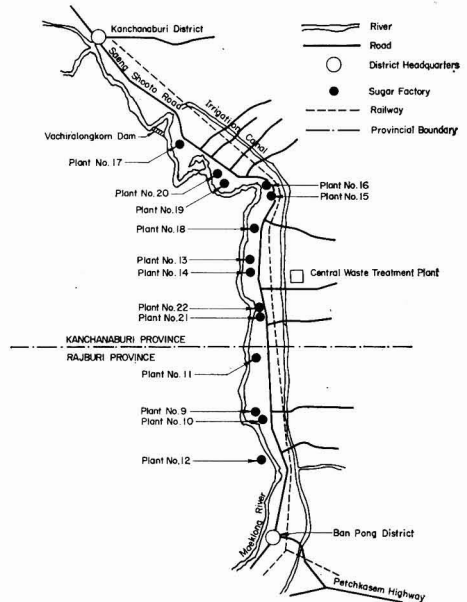 Kanchanaburi District
River
Road
District Headquarters
Sugar Factory
Railway
Provincial Boundary
Saeng Shooto Road
Irrigation Canal
Vachiralongkorn Dam
Plant No. 17
Plant No. 20
Plant No. 19
Plant No. 16
Plant No. 15
Plant No. 18
Plant No. 13
Plant No. 14
Central Waste Treatment Plant
Plant No. 22
Plant No. 21
KANCHANABURI PROVINCE
RAJBURI PROVINCE
Plant No. 11
Plant No. 9
Plant No. 10
Plant No. 12
Maeklong River
Ban Pong District
Petchkasem Highway